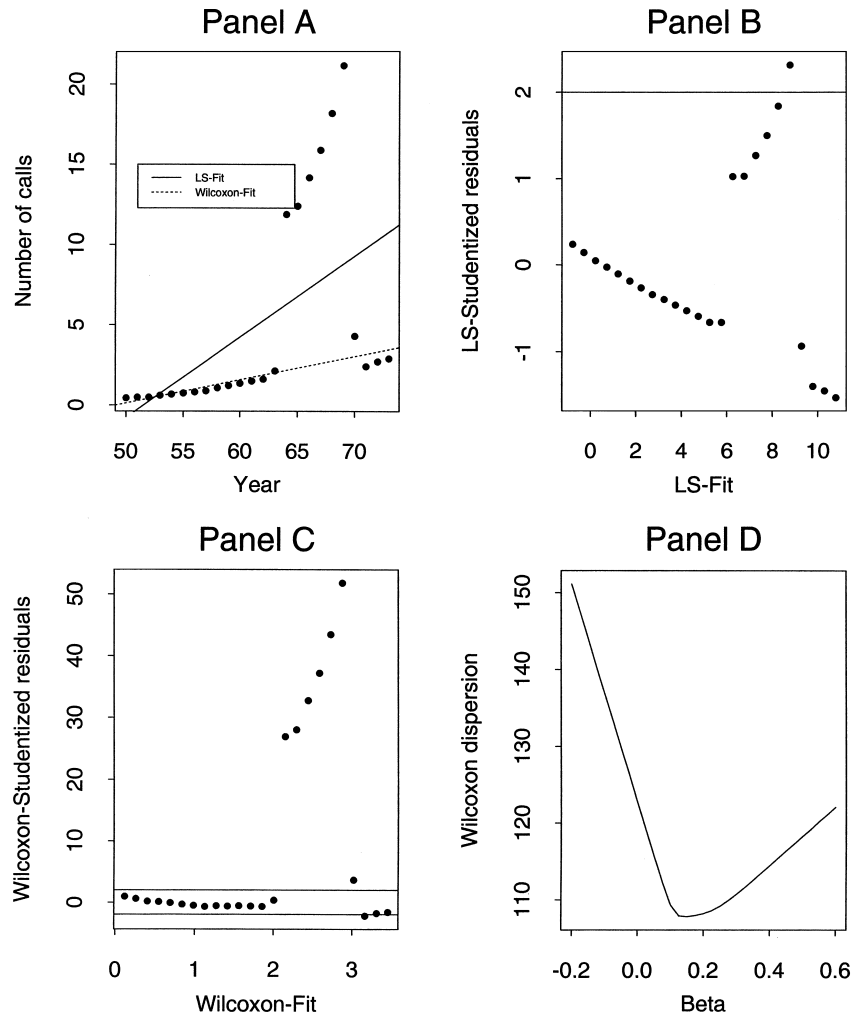 Panel A
Number of calls
20
15
10
5
0
LS-Fit
Wilcoxon-Fit
50 55 60 65 70
Year
Panel B
LS-Studentized residuals
2
1
0
-1
0 2 4 6 8 10
LS-Fit
Panel C
Wilcoxon-Studentized residuals
50
40
30
20
10
0
0 1 2 3
Wilcoxon-Fit
Panel D
Wilcoxon dispersion
150
140
130
120
110
-0.2 0.0 0.2 0.4 0.6
Beta